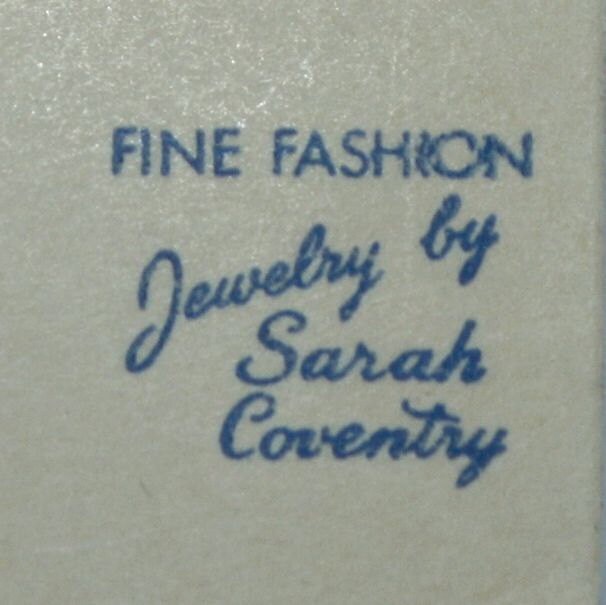 FINE FASHION
Jewelry by
Sarah
Coventry